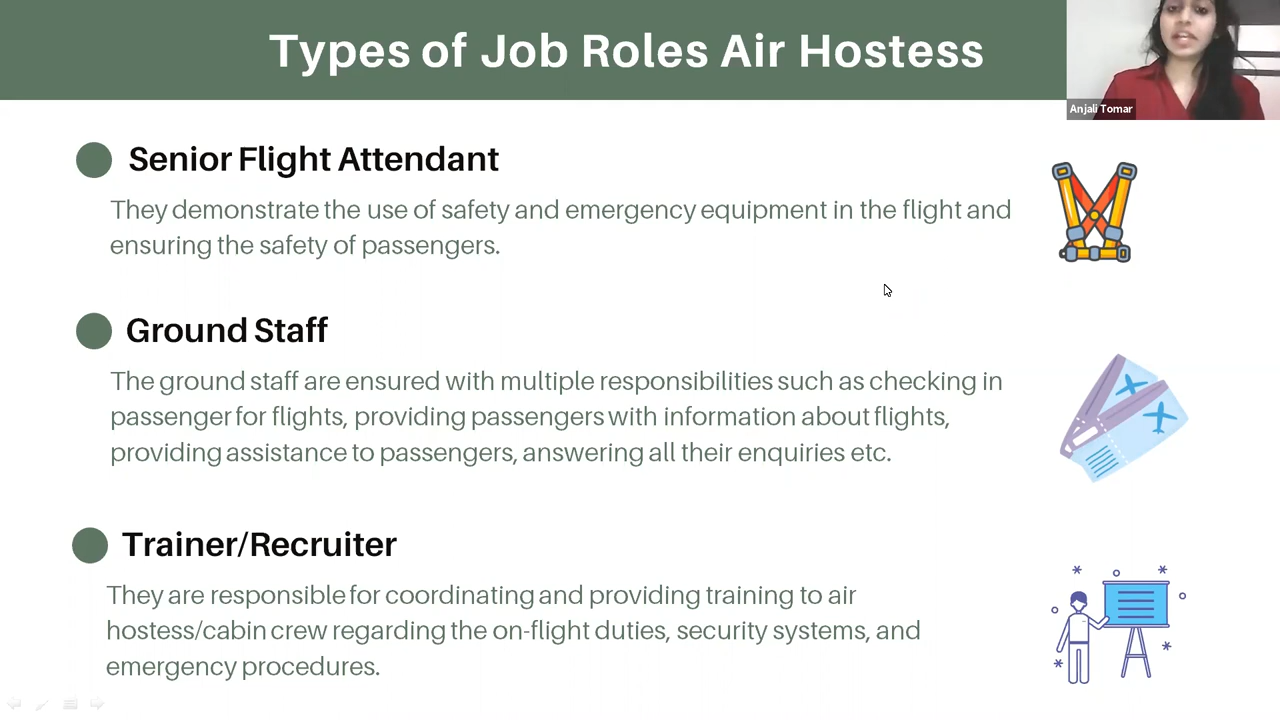 Types of Job Roles Air Hostess
Anjali Tomar
Senior Flight Attendant
They demonstrate the use of safety and emergency equipment in the flight and
ensuring the safety of passengers.
Ground Staff
The ground staff are ensured with multiple responsibilities such as checking in
passenger for flights, providing passengers with information about flights,
providing assistance to passengers, answering all their enquiries etc.
Trainer/Recruiter
They are responsible for coordinating and providing training to air
hostess/cabin crew regarding the on-flight duties, security systems, and
emergency procedures.